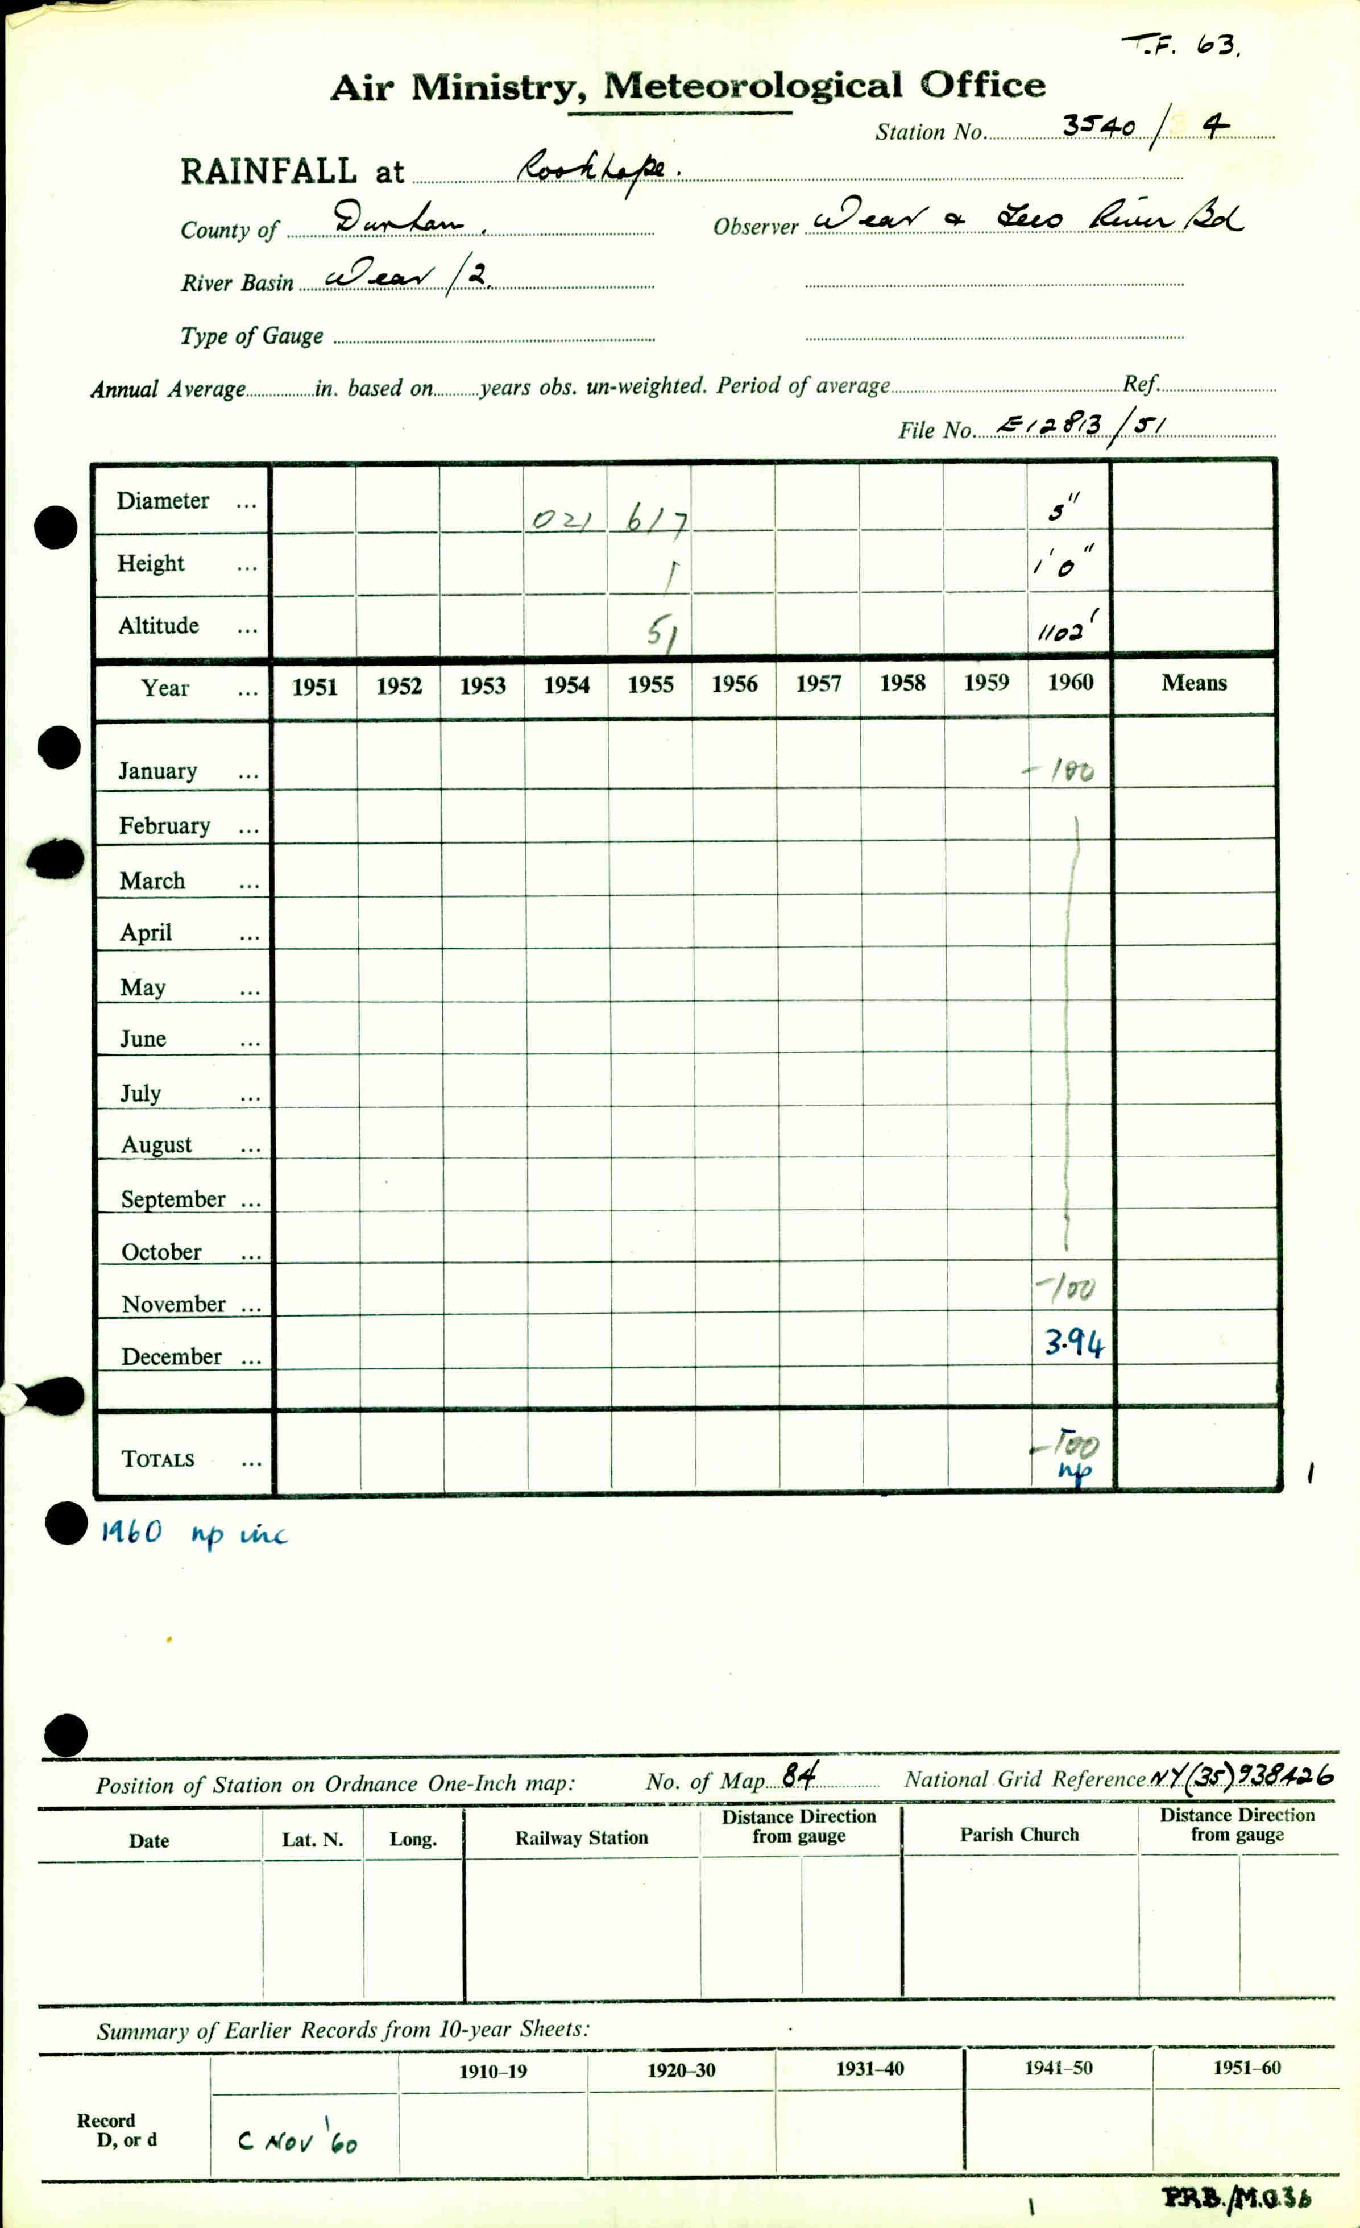 T.F. 63.
Air Ministry, Meteorological Office
Station No. 3540 / 4
RAINFALL at Rookhope.
County of Durham. Observer Wear & Tees River Bd
River Basin Wear /2.
Type of Gauge
Annual Average in. based on years obs. un-weighted. Period of average Ref.
File No. E12813/51
Diameter ... 021 617 5"
Height ... 1 1'0"
Altitude ... 51 1102'
Year ... 1951 1952 1953 1954 1955 1956 1957 1958 1959 1960 Means
January ... -100
February ...
March ...
April ...
May ...
June ...
July ...
August ...
September ...
October ...
November ... -100
December ... 3.94
TOTALS ... -100
np
1
1960 np inc
Position of Station on Ordnance One-Inch map: No. of Map 84 National Grid Reference NY(35)938426
Date Lat. N. Long. Railway Station Distance Direction from gauge Parish Church Distance Direction from gauge
Summary of Earlier Records from 10-year Sheets:
1910–19 1920–30 1931–40 1941–50 1951–60
Record
D, or d C NOV '60
1
P.R.B./M.O.36